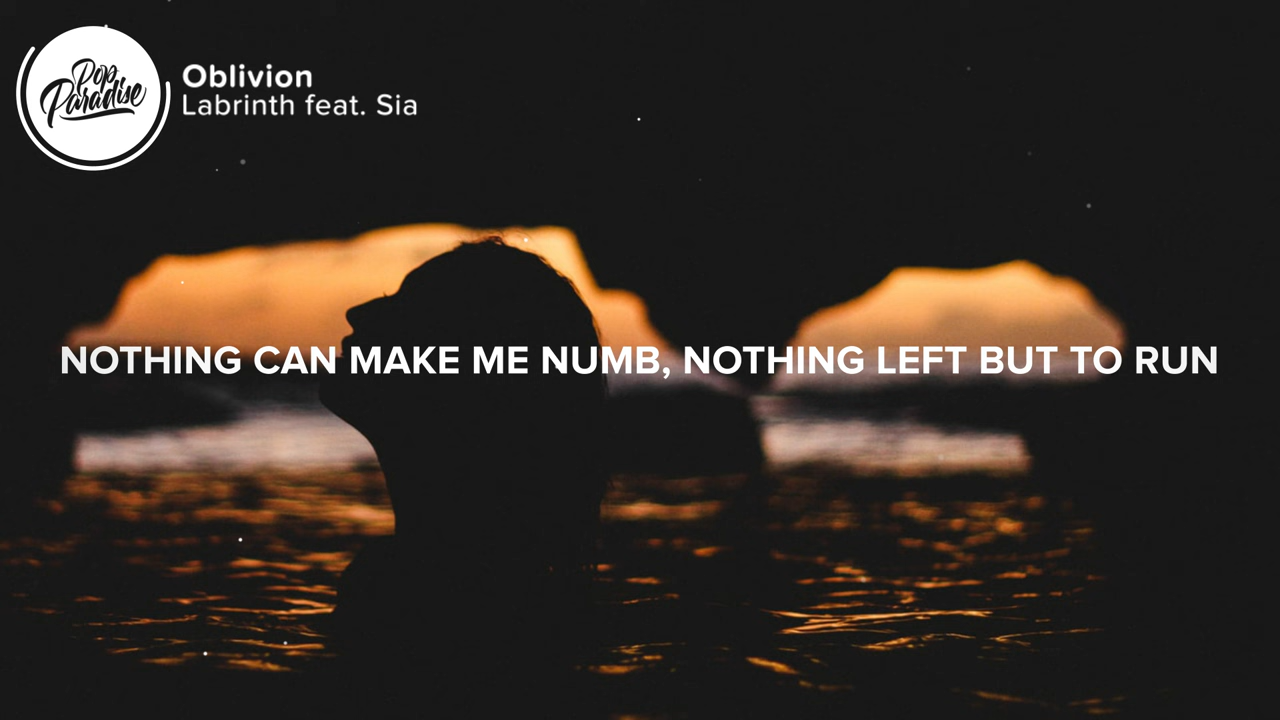 Pop
Paradise
Oblivion
Labrinth feat. Sia
NOTHING CAN MAKE ME NUMB, NOTHING LEFT BUT TO RUN